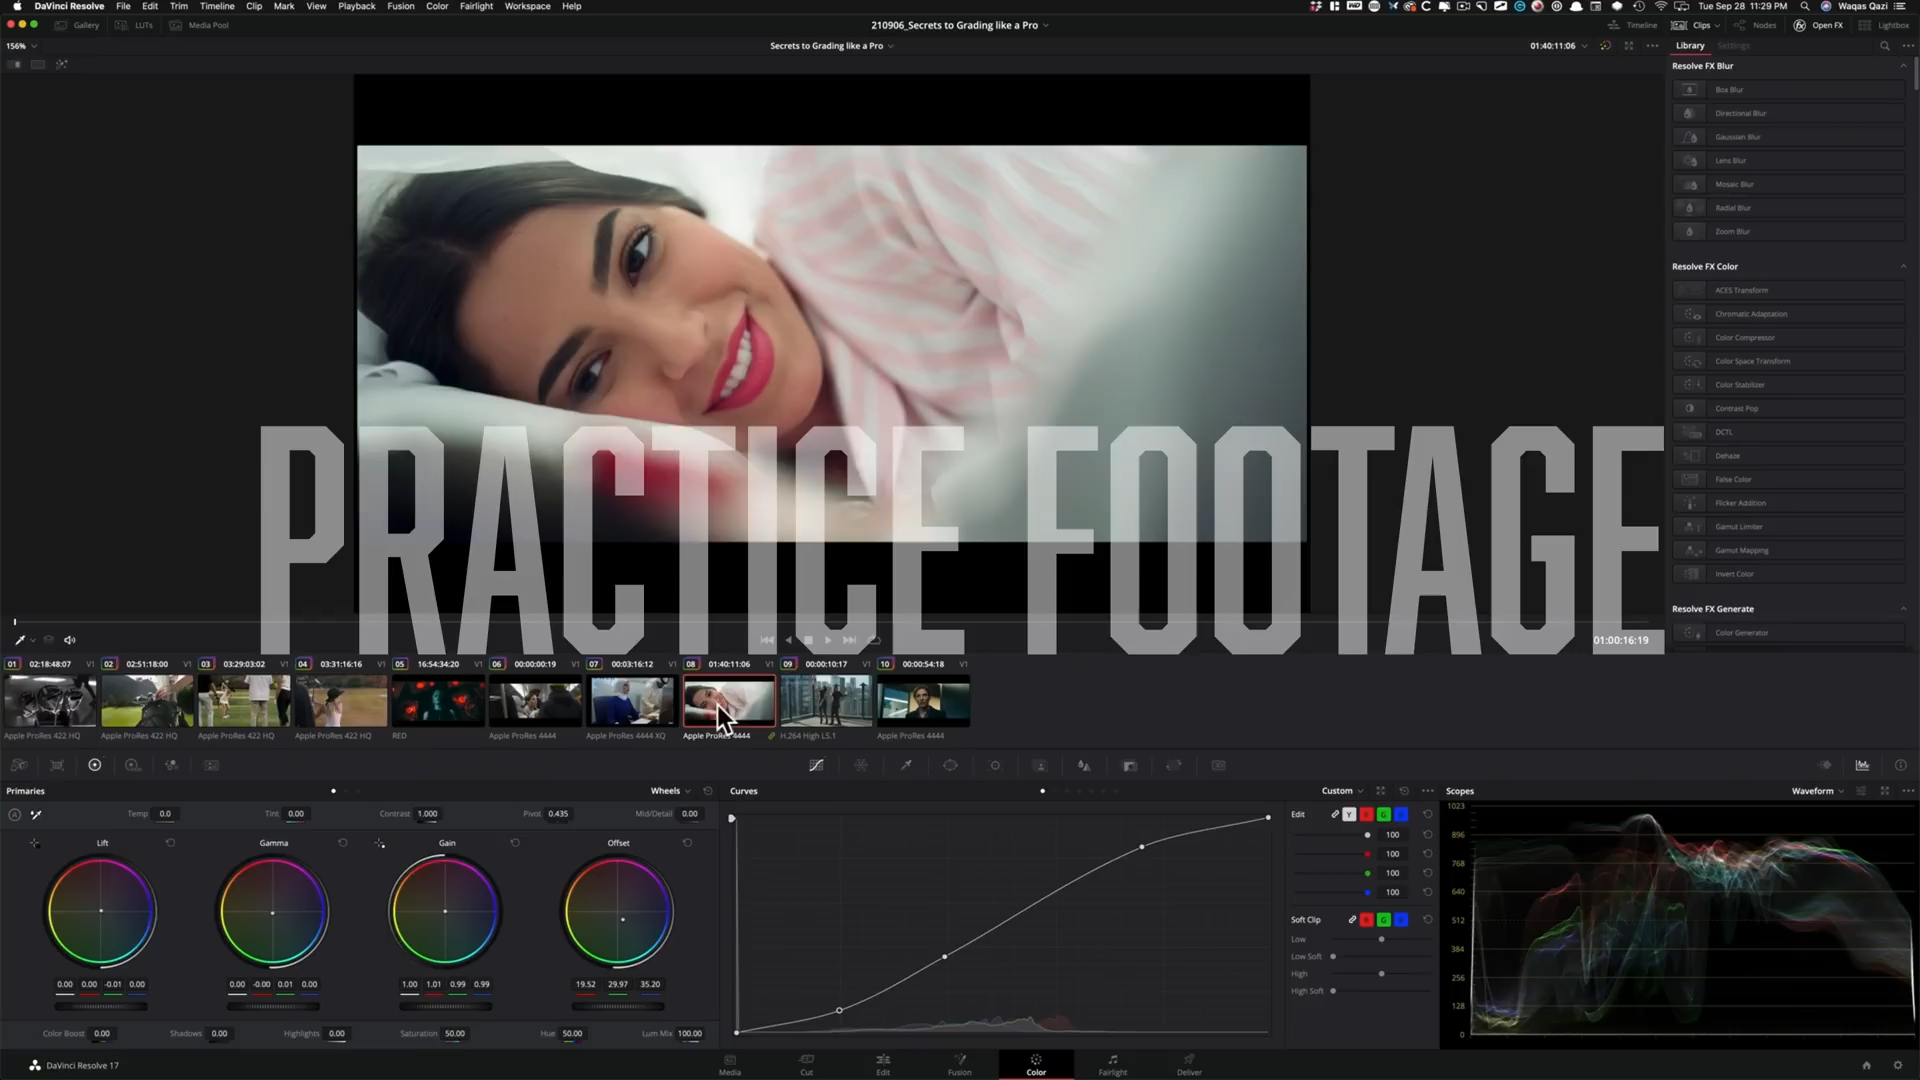 DaVinci Resolve File Edit Trim Timeline Clip Mark View Playback Fusion Color Fairlight Workspace Help Tue Sep 28 11:29 PM Waqas Qazi
Gallery LUTs Media Pool 210906_Secrets to Grading like a Pro Timeline Clips Nodes Open FX Lightbox
156% Secrets to Grading like a Pro 01:40:11:06 Library Settings
Resolve FX Blur
Box Blur
Directional Blur
Gaussian Blur
Lens Blur
Mosaic Blur
Radial Blur
Zoom Blur
Resolve FX Color
ACES Transform
Chromatic Adaptation
Color Compressor
Color Space Transform
Color Stabilizer
Contrast Pop
DCTL
Dehaze
False Color
Flicker Addition
Gamut Limiter
Gamut Mapping
Invert Color
Resolve FX Generate
Color Generator
PRACTICE FOOTAGE
01:00:16:19
01 02:18:48:07 V1 02 02:51:18:00 V1 03 03:29:03:02 V1 04 03:31:16:16 V1 05 16:54:34:20 V1 06 00:00:00:19 V1 07 00:03:16:12 V1 08 01:40:11:06 V1 09 00:00:10:17 V1 10 00:00:54:18 V1
Apple ProRes 422 HQ Apple ProRes 422 HQ Apple ProRes 422 HQ Apple ProRes 422 HQ RED Apple ProRes 4444 Apple ProRes 4444 XQ Apple ProRes 4444 H.264 High L5.1 Apple ProRes 4444
Primaries Wheels Curves Custom Scopes Waveform
Temp 0.0 Tint 0.00 Contrast 1.000 Pivot 0.435 Mid/Detail 0.00
Lift Gamma Gain Offset
0.00 0.00 -0.01 0.00 0.00 -0.00 0.01 0.00 1.00 1.01 0.99 0.99 19.52 29.97 35.20
Color Boost 0.00 Shadows 0.00 Highlights 0.00 Saturation 50.00 Hue 50.00 Lum Mix 100.00
Edit Y R G B
100
100
100
100
Soft Clip R G B
Low
Low Soft
High
High Soft
1023
896
768
640
512
384
256
128
0
DaVinci Resolve 17 Media Cut Edit Fusion Color Fairlight Deliver